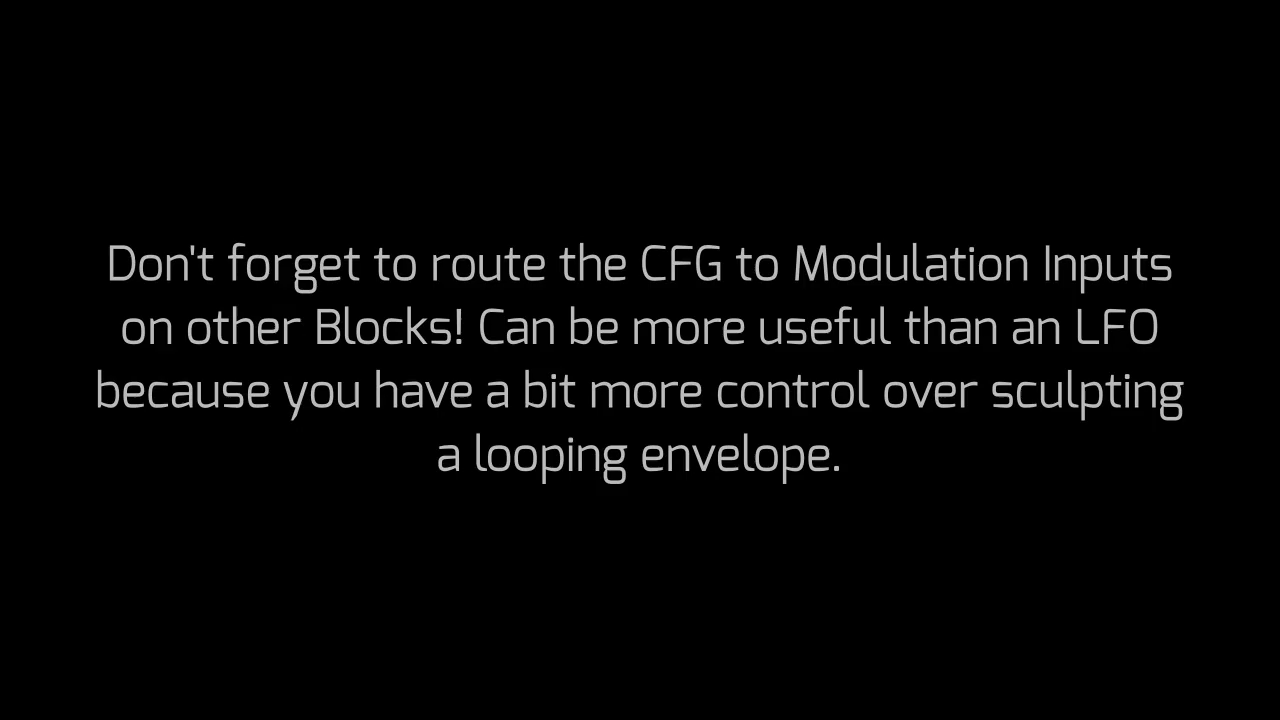 Don't forget to route the CFG to Modulation Inputs
on other Blocks! Can be more useful than an LFO
because you have a bit more control over sculpting
a looping envelope.